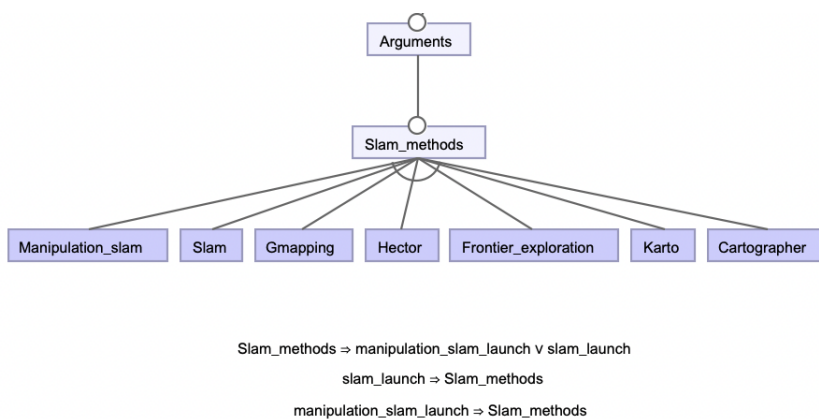 Arguments
Slam_methods
Manipulation_slam Slam Gmapping Hector Frontier_exploration Karto Cartographer
Slam_methods ⇒ manipulation_slam_launch ∨ slam_launch
slam_launch ⇒ Slam_methods
manipulation_slam_launch ⇒ Slam_methods